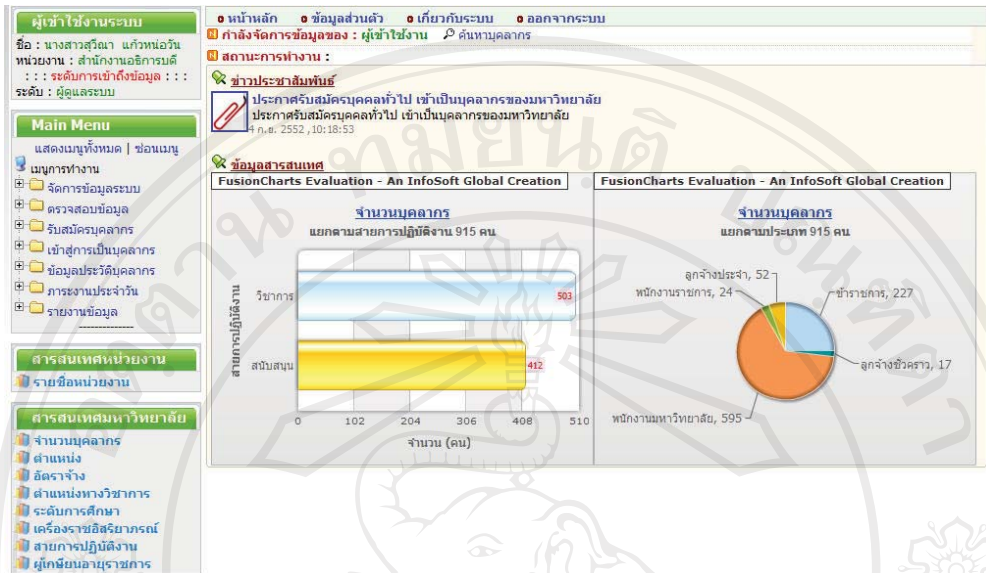 ผู้เข้าใช้งานระบบ
ชื่อ : นางสาวสุวีณา แก้วหน่อวัน
หน่วยงาน : สำนักงานอธิการบดี
: : : ระดับการเข้าถึงข้อมูล : : :
ระดับ : ผู้ดูแลระบบ
Main Menu
แสดงเมนูทั้งหมด | ซ่อนเมนู
เมนูการทำงาน
จัดการข้อมูลระบบ
ตรวจสอบข้อมูล
รับสมัครบุคลากร
เข้าสู่การเป็นบุคลากร
ข้อมูลประวัติบุคลากร
ภาระงานประจำวัน
รายงานข้อมูล
--------------
สารสนเทศหน่วยงาน
รายชื่อหน่วยงาน
สารสนเทศมหาวิทยาลัย
จำนวนบุคลากร
ตำแหน่ง
อัตราจ้าง
ตำแหน่งทางวิชาการ
ระดับการศึกษา
เครื่องราชอิสริยาภรณ์
สายการปฏิบัติงาน
ผู้เกษียนอายุราชการ
หน้าหลัก ข้อมูลส่วนตัว เกี่ยวกับระบบ ออกจากระบบ
กำลังจัดการข้อมูลของ : ผู้เข้าใช้งาน ค้นหาบุคลากร
สถานะการทำงาน :
ข่าวประชาสัมพันธ์
ประกาศรับสมัครบุคคลทั่วไป เข้าเป็นบุคลากรของมหาวิทยาลัย
ประกาศรับสมัครบุคคลทั่วไป เข้าเป็นบุคลากรของมหาวิทยาลัย
4 ก.ย. 2552 ,10:18:53
ข้อมูลสารสนเทศ
FusionCharts Evaluation - An InfoSoft Global Creation
จำนวนบุคลากร
แยกตามสายการปฏิบัติงาน 915 คน
สายการปฏิบัติงาน
วิชาการ 503
สนับสนุน 412
0 102 204 306 408 510
จำนวน (คน)
FusionCharts Evaluation - An InfoSoft Global Creation
จำนวนบุคลากร
แยกตามประเภท 915 คน
ลูกจ้างประจำ, 52
พนักงานราชการ, 24
ข้าราชการ, 227
ลูกจ้างชั่วคราว, 17
พนักงานมหาวิทยาลัย, 595